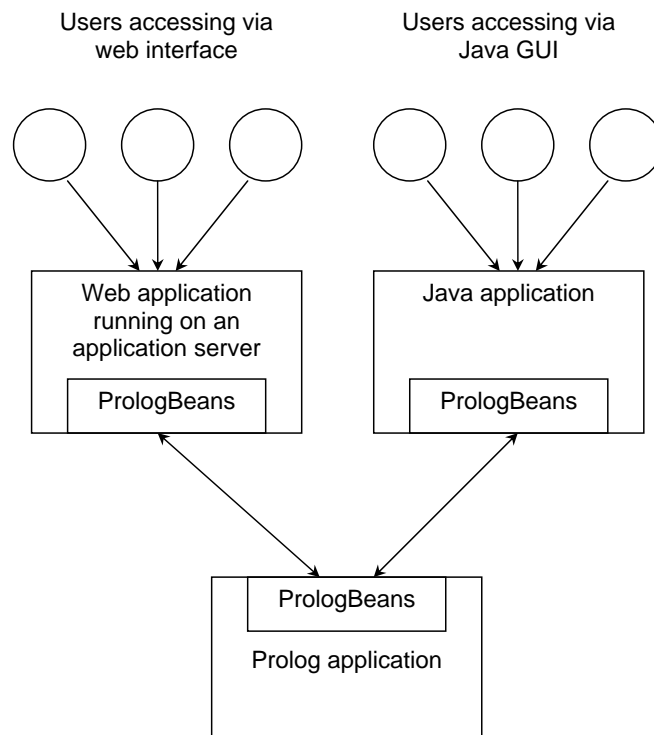 Users accessing via
web interface
Users accessing via
Java GUI
Web application
running on an
application server
PrologBeans
Java application
PrologBeans
PrologBeans
Prolog application